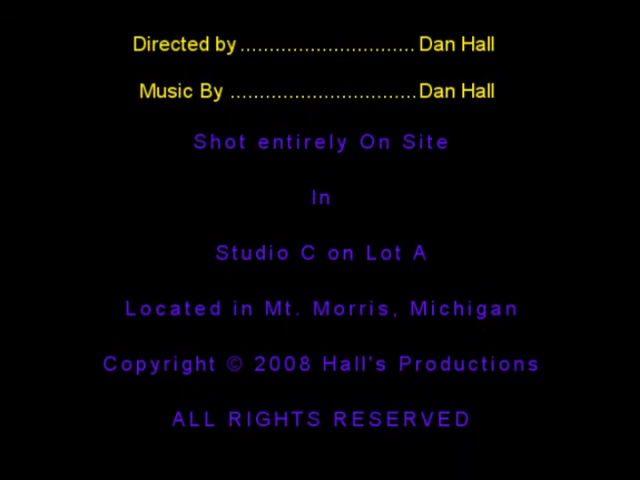 Directed by .............................. Dan Hall
Music By ................................ Dan Hall
Shot entirely On Site
In
Studio C on Lot A
Located in Mt. Morris, Michigan
Copyright © 2008 Hall's Productions
ALL RIGHTS RESERVED